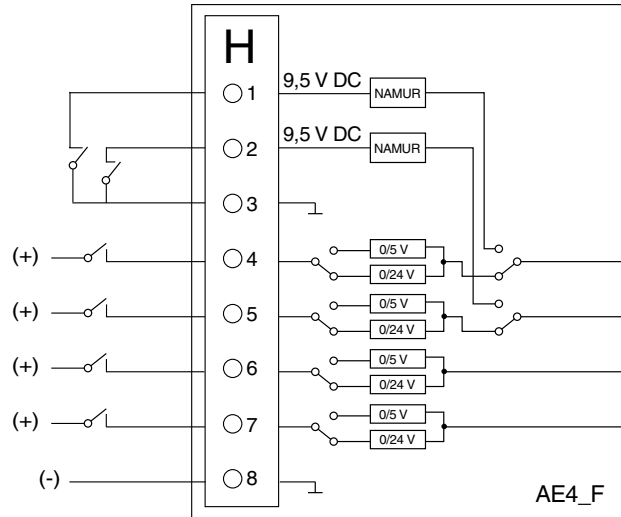 H
1 9,5 V DC NAMUR
2 9,5 V DC NAMUR
3
0/5 V
(+) 4
0/24 V
0/5 V
(+) 5
0/24 V
0/5 V
(+) 6
0/24 V
0/5 V
(+) 7
0/24 V
(-) 8
AE4_F